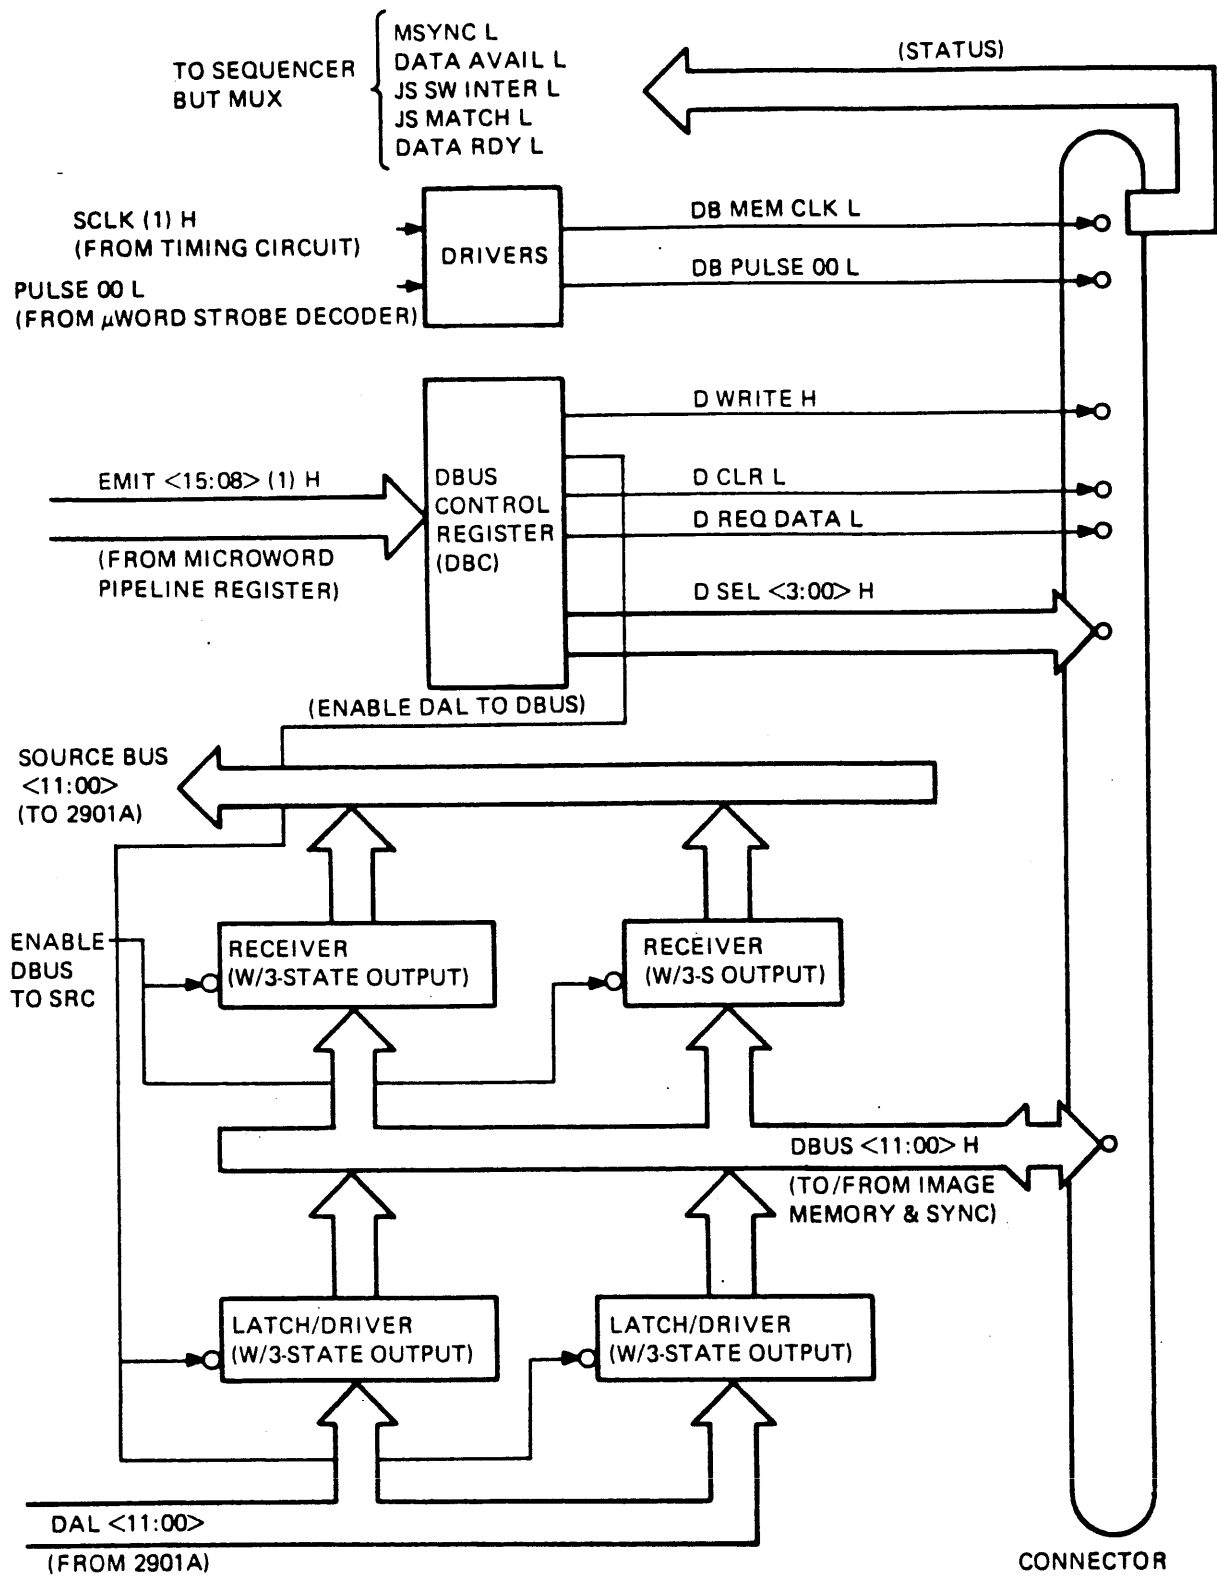 MSYNC L
(STATUS)
TO SEQUENCER
BUT MUX
DATA AVAIL L
JS SW INTER L
JS MATCH L
DATA RDY L
SCLK (1) H
(FROM TIMING CIRCUIT)
PULSE 00 L
(FROM µWORD STROBE DECODER)
DRIVERS
DB MEM CLK L
DB PULSE 00 L
EMIT <15:08> (1) H
(FROM MICROWORD
PIPELINE REGISTER)
DBUS
CONTROL
REGISTER
(DBC)
D WRITE H
D CLR L
D REQ DATA L
D SEL <3:00> H
(ENABLE DAL TO DBUS)
SOURCE BUS
<11:00>
(TO 2901A)
ENABLE
DBUS
TO SRC
RECEIVER
(W/3-STATE OUTPUT)
RECEIVER
(W/3-S OUTPUT)
DBUS <11:00> H
(TO/FROM IMAGE
MEMORY & SYNC)
LATCH/DRIVER
(W/3-STATE OUTPUT)
LATCH/DRIVER
(W/3-STATE OUTPUT)
DAL <11:00>
(FROM 2901A)
CONNECTOR